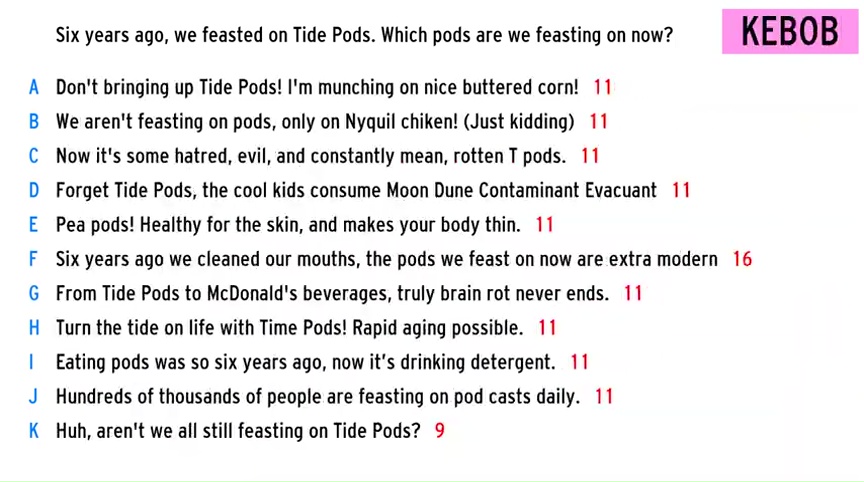 Six years ago, we feasted on Tide Pods. Which pods are we feasting on now?
KEBOB
A Don't bringing up Tide Pods! I'm munching on nice buttered corn! 11
B We aren't feasting on pods, only on Nyquil chiken! (Just kidding) 11
C Now it's some hatred, evil, and constantly mean, rotten T pods. 11
D Forget Tide Pods, the cool kids consume Moon Dune Contaminant Evacuant 11
E Pea pods! Healthy for the skin, and makes your body thin. 11
F Six years ago we cleaned our mouths, the pods we feast on now are extra modern 16
G From Tide Pods to McDonald's beverages, truly brain rot never ends. 11
H Turn the tide on life with Time Pods! Rapid aging possible. 11
I Eating pods was so six years ago, now it’s drinking detergent. 11
J Hundreds of thousands of people are feasting on pod casts daily. 11
K Huh, aren't we all still feasting on Tide Pods? 9